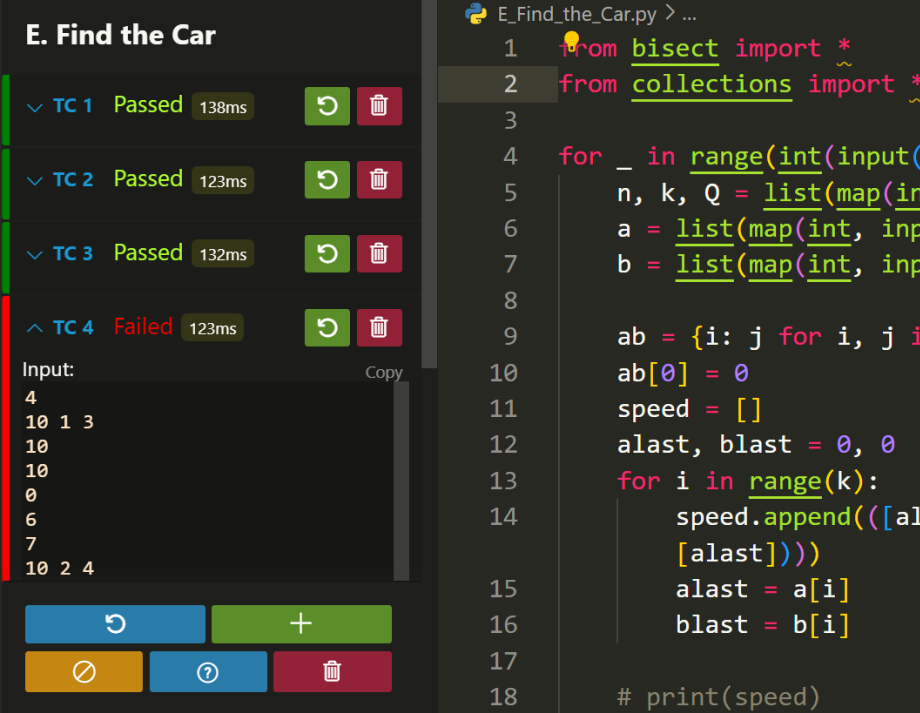 E. Find the Car
TC 1 Passed 138ms
TC 2 Passed 123ms
TC 3 Passed 132ms
TC 4 Failed 123ms
Input:
Copy
4
10 1 3
10
10
0
6
7
10 2 4
E_Find_the_Car.py > ...
1 from bisect import *
2 from collections import *
3
4 for _ in range(int(input(
5 n, k, Q = list(map(in
6 a = list(map(int, inp
7 b = list(map(int, inp
8
9 ab = {i: j for i, j i
10 ab[0] = 0
11 speed = []
12 alast, blast = 0, 0
13 for i in range(k):
14 speed.append(([al
[alast])))
15 alast = a[i]
16 blast = b[i]
17
18 # print(speed)